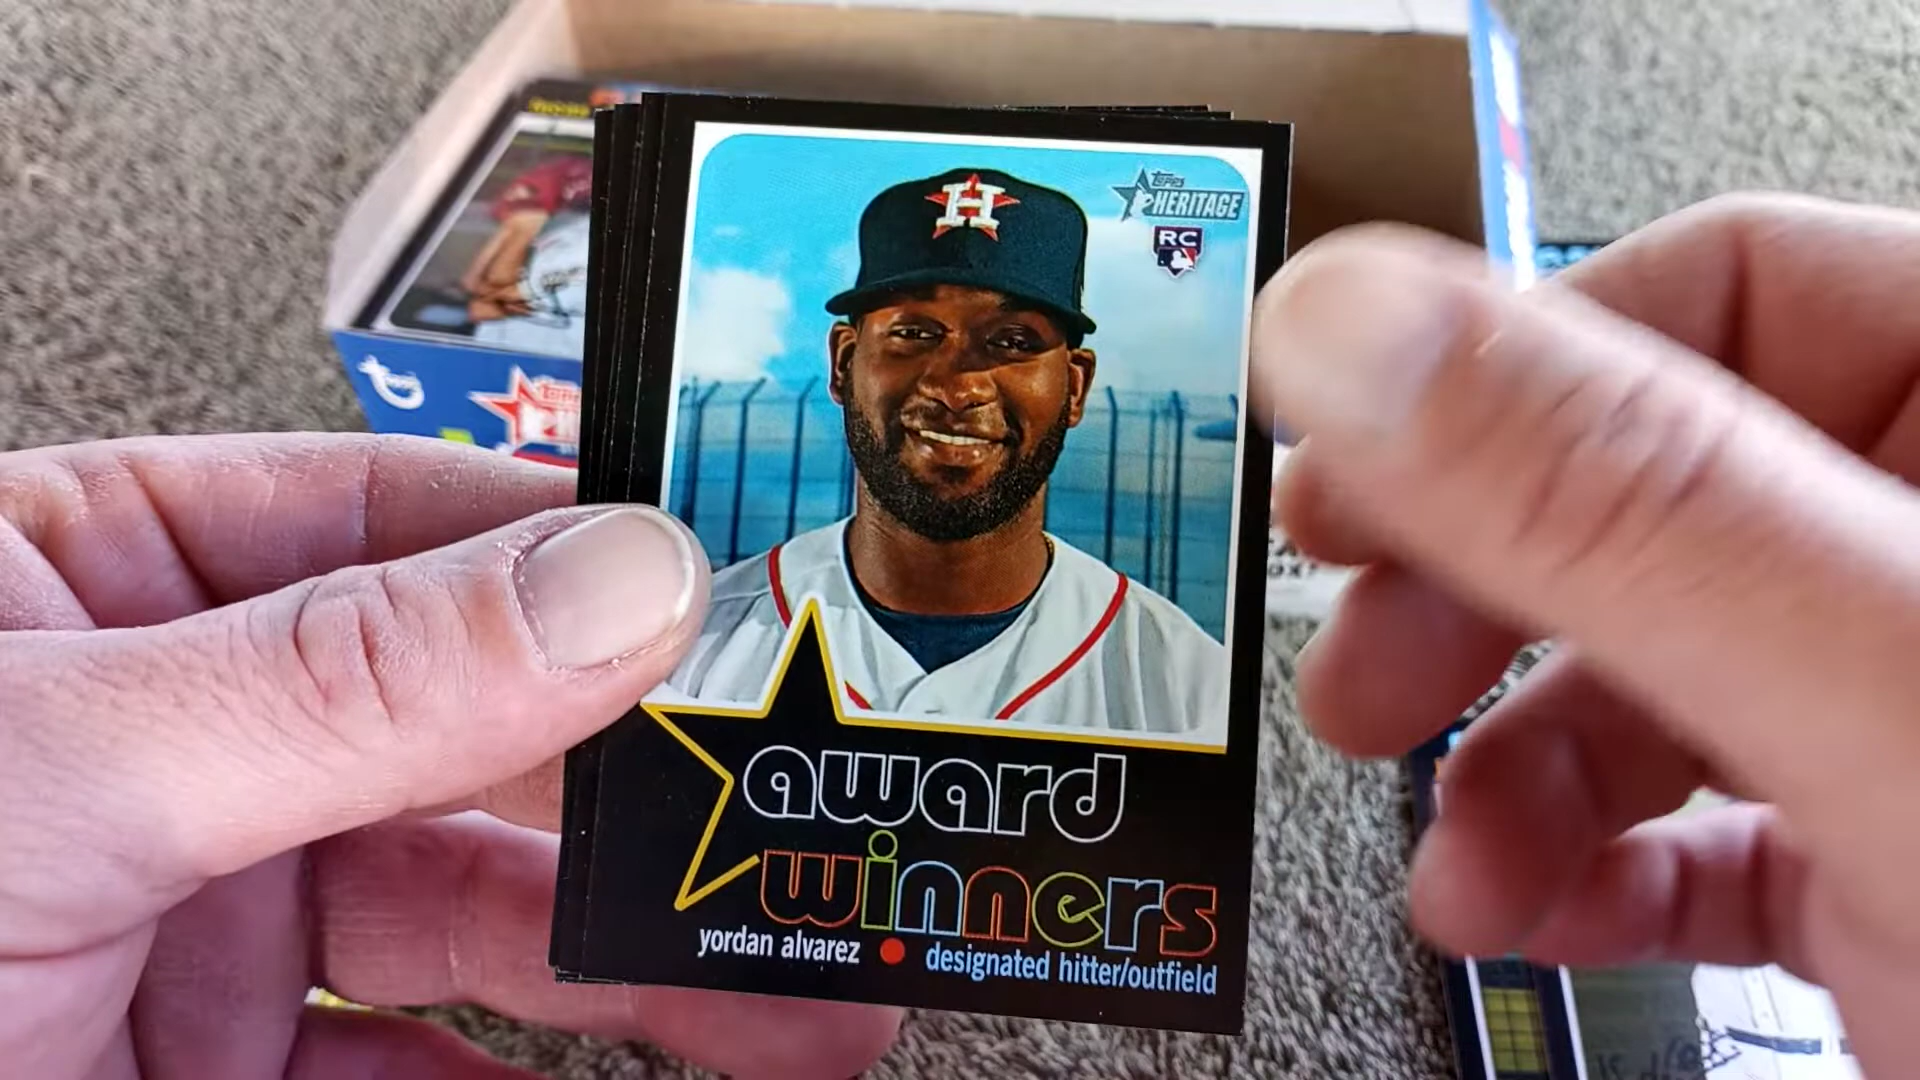 H
Topps
HERITAGE
RC
award
winners
yordan alvarez • designated hitter/outfield